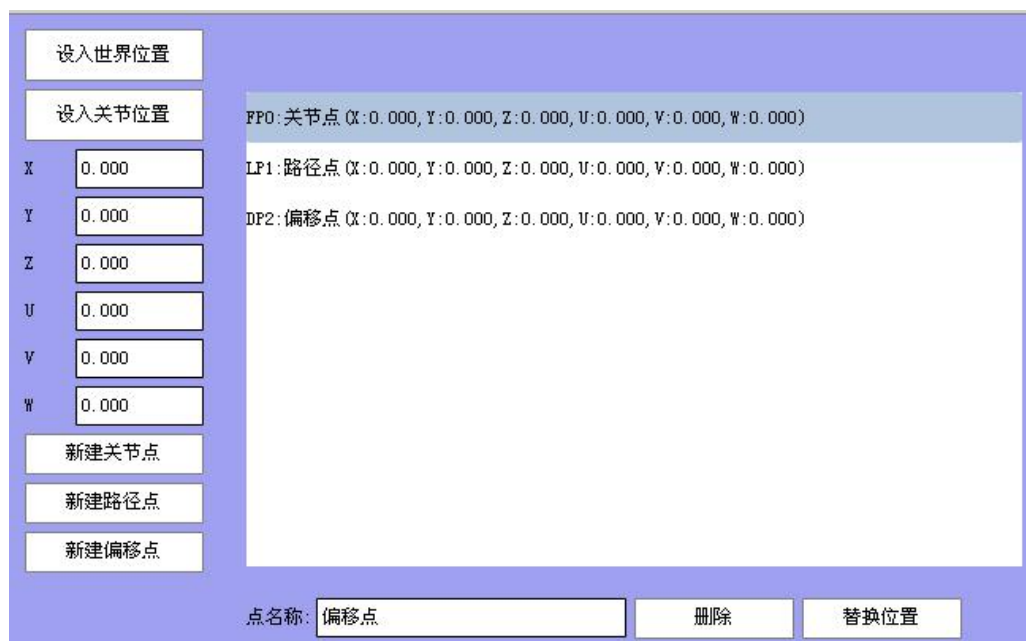 设入世界位置
设入关节位置
X 0.000
Y 0.000
Z 0.000
U 0.000
V 0.000
W 0.000
新建关节点
新建路径点
新建偏移点
FP0:关节点(X:0.000,Y:0.000,Z:0.000,U:0.000,V:0.000,W:0.000)
LP1:路径点(X:0.000,Y:0.000,Z:0.000,U:0.000,V:0.000,W:0.000)
DP2:偏移点(X:0.000,Y:0.000,Z:0.000,U:0.000,V:0.000,W:0.000)
点名称: 偏移点 删除 替换位置